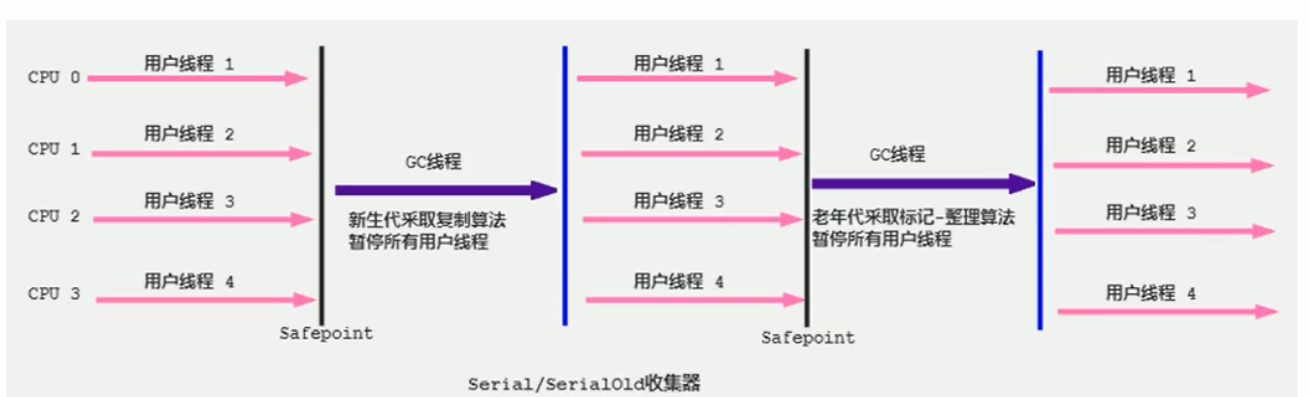 CPU 0
用户线程 1
用户线程 1
用户线程 1
CPU 1
用户线程 2
用户线程 2
用户线程 2
GC线程
GC线程
CPU 2
用户线程 3
用户线程 3
用户线程 3
新生代采取复制算法
暂停所有用户线程
老年代采取标记-整理算法
暂停所有用户线程
CPU 3
用户线程 4
用户线程 4
用户线程 4
Safepoint
Safepoint
Serial/SerialOld收集器